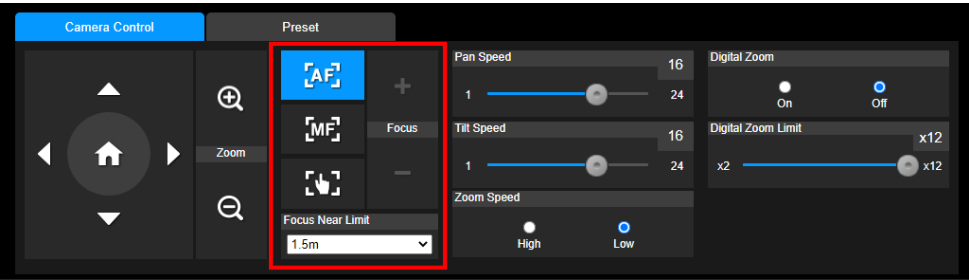 Camera Control
Preset
AF
MF
+
Focus
−
Focus Near Limit
1.5m
Zoom
Pan Speed
16
1
24
Tilt Speed
16
1
24
Zoom Speed
High
Low
Digital Zoom
On
Off
Digital Zoom Limit
x12
x2
x12